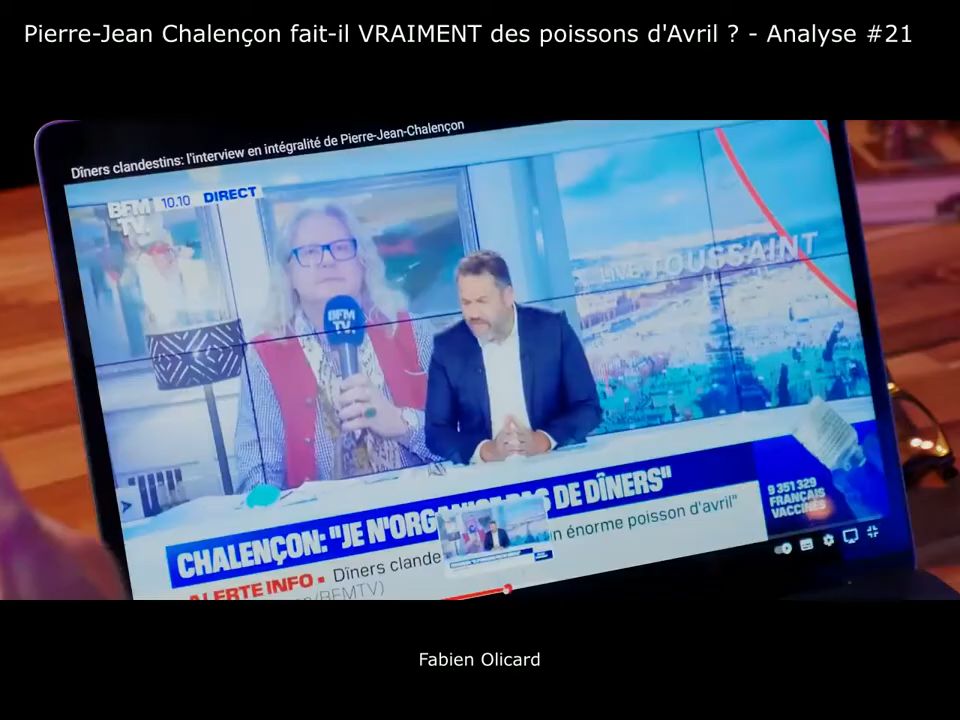 Pierre-Jean Chalençon fait-il VRAIMENT des poissons d'Avril ? - Analyse #21
Dîners clandestins: l'interview en intégralité de Pierre-Jean-Chalençon
BFM TV. 10.10 DIRECT
LIVE TOUSSAINT
BFM
TV.
CHALENÇON: "JE N'ORG DE DÎNERS"
9 351 329
FRANÇAIS
VACCINÉS
ALERTE INFO Dîners clande n énorme poisson d'avril"
/BFMTV)
Fabien Olicard